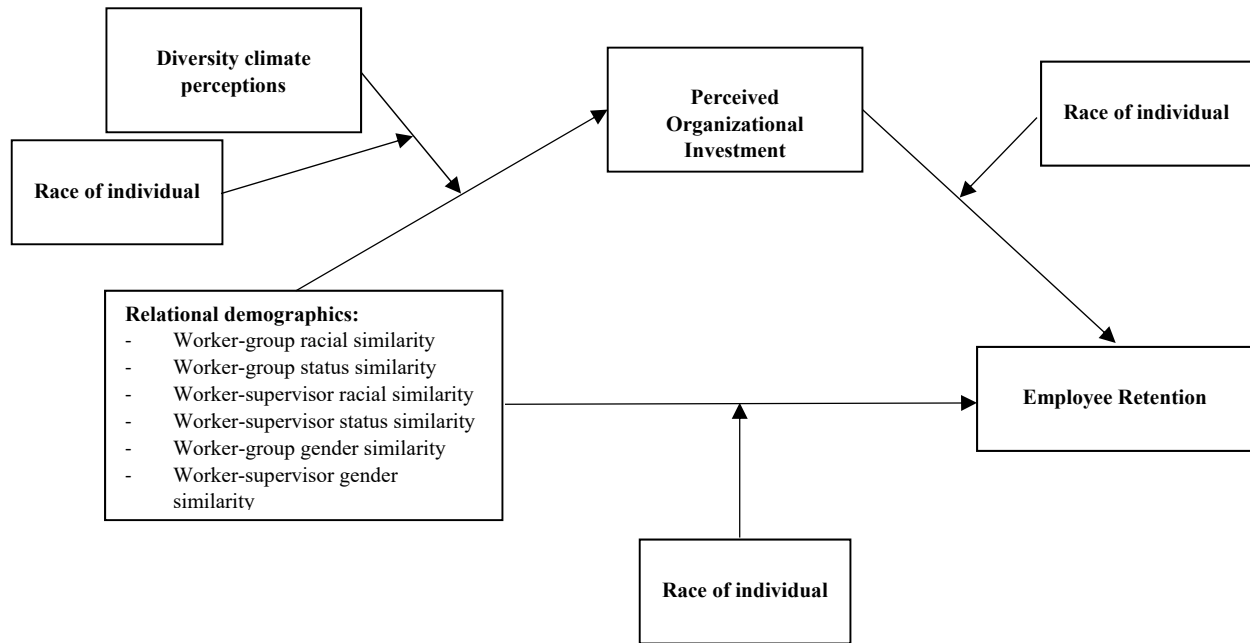 Diversity climate
perceptions
Perceived
Organizational
Investment
Race of individual
Race of individual
Relational demographics:
- Worker-group racial similarity
- Worker-group status similarity
- Worker-supervisor racial similarity
- Worker-supervisor status similarity
- Worker-group gender similarity
- Worker-supervisor gender
similarity
Employee Retention
Race of individual